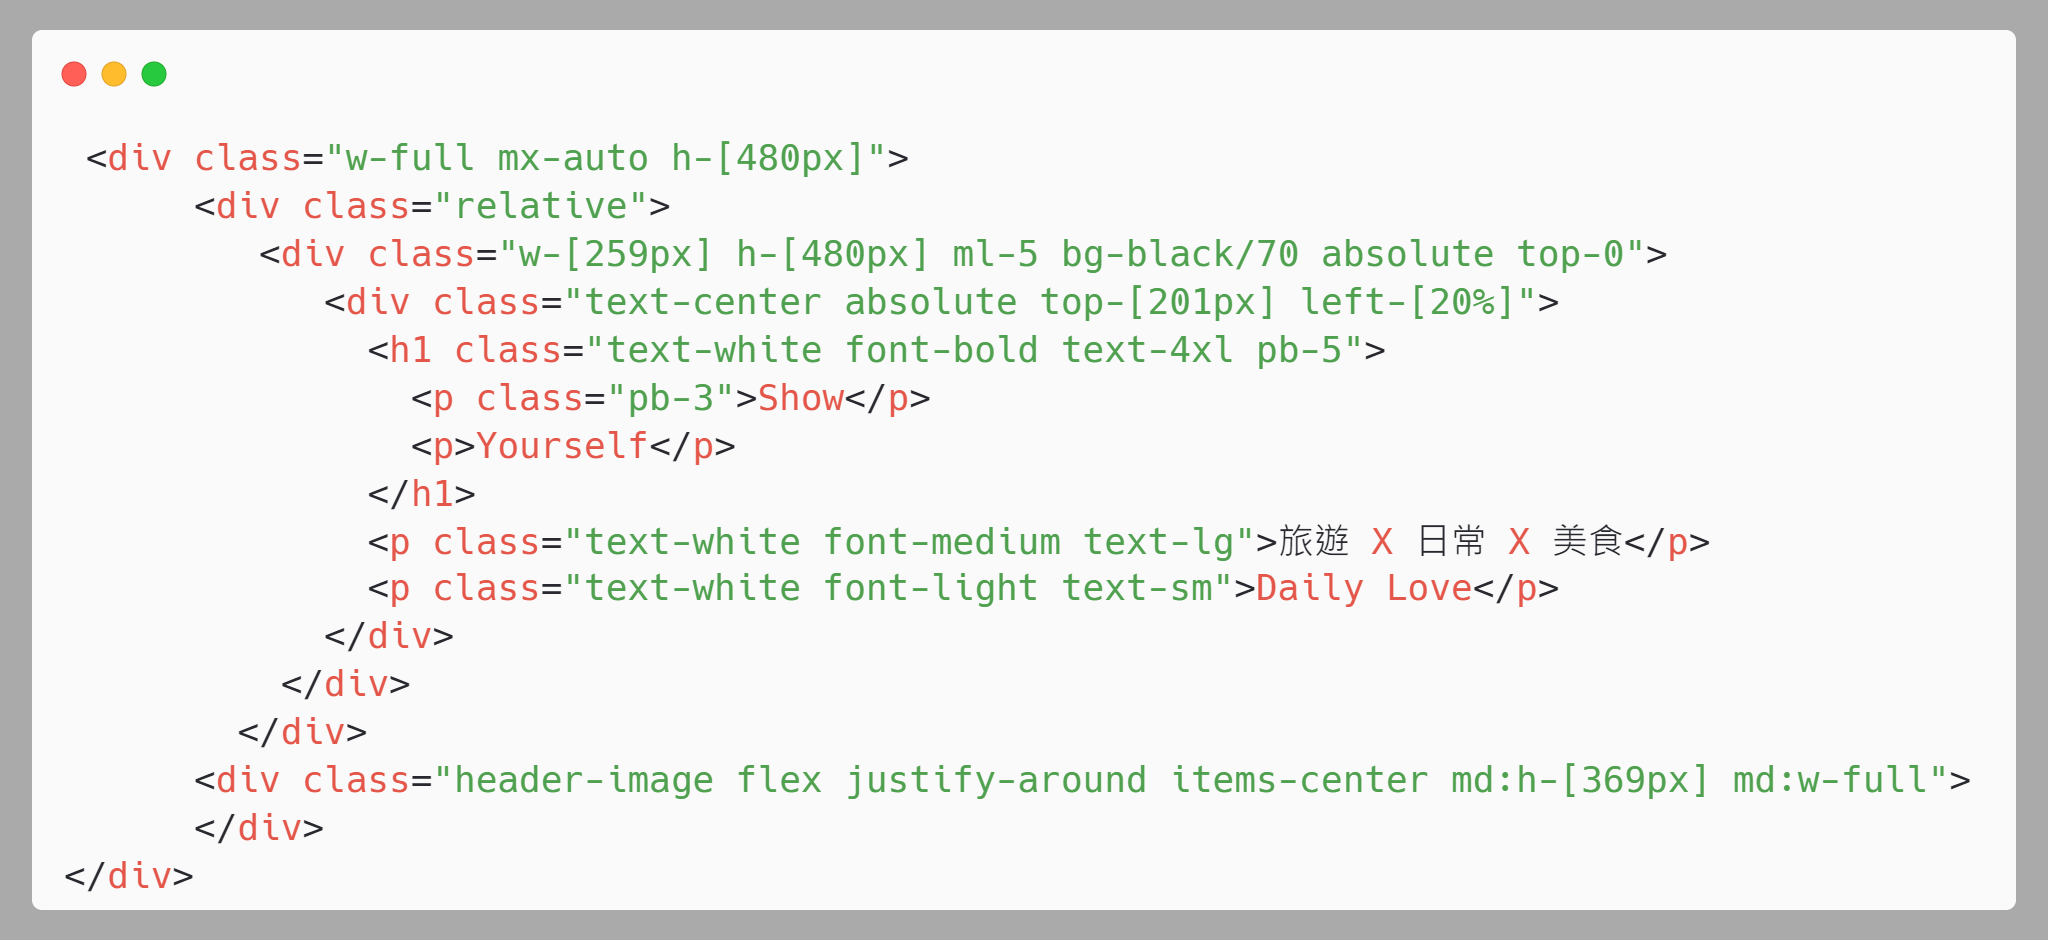 <div class="w-full mx-auto h-[480px]">
<div class="relative">
<div class="w-[259px] h-[480px] ml-5 bg-black/70 absolute top-0">
<div class="text-center absolute top-[201px] left-[20%]">
<h1 class="text-white font-bold text-4xl pb-5">
<p class="pb-3">Show</p>
<p>Yourself</p>
</h1>
<p class="text-white font-medium text-lg">旅遊 X 日常 X 美食</p>
<p class="text-white font-light text-sm">Daily Love</p>
</div>
</div>
</div>
<div class="header-image flex justify-around items-center md:h-[369px] md:w-full">
</div>
</div>